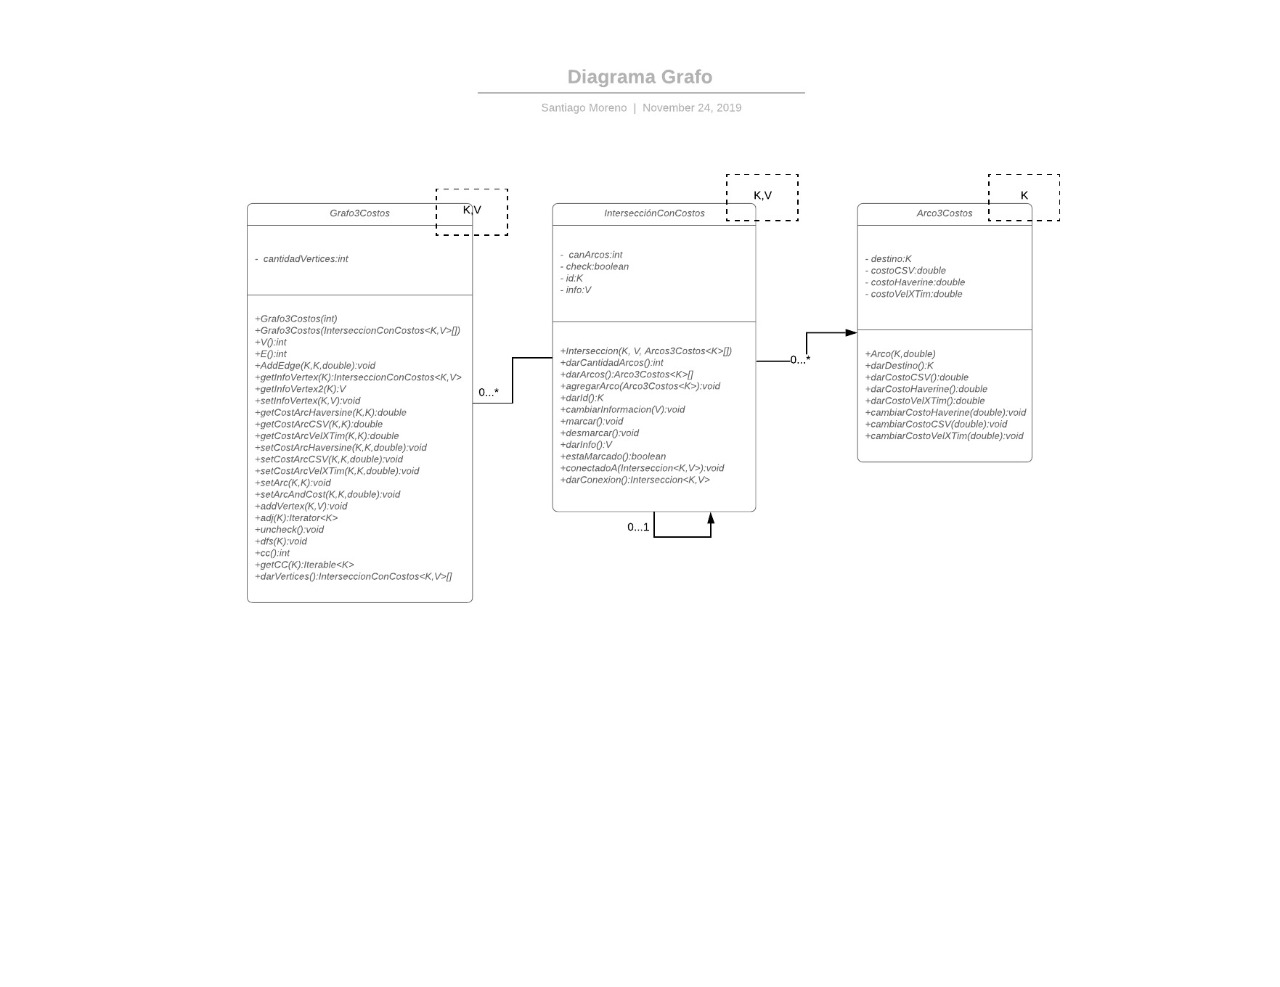 Diagrama Grafo
Santiago Moreno | November 24, 2019
K,V
Grafo3Costos
- cantidadVertices:int
+Grafo3Costos(int)
+Grafo3Costos(InterseccionConCostos<K,V>[])
+V():int
+E():int
+AddEdge(K,K,double):void
+getInfoVertex(K):InterseccionConCostos<K,V>
+getInfoVertex2(K):V
+setInfoVertex(K,V):void
+getCostArcHaversine(K,K):double
+getCostArcCSV(K,K):double
+getCostArcVelXTim(K,K):double
+setCostArcHaversine(K,K,double):void
+setCostArcCSV(K,K,double):void
+setCostArcVelXTim(K,K,double):void
+setArc(K,K):void
+setArcAndCost(K,K,double):void
+addVertex(K,V):void
+adj(K):Iterator<K>
+uncheck():void
+dfs(K):void
+cc():int
+getCC(K):Iterable<K>
+darVertices():InterseccionConCostos<K,V>[]
0...*
K,V
IntersecciónConCostos
- canArcos:int
- check:boolean
- id:K
- info:V
+Interseccion(K, V, Arcos3Costos<K>[])
+darCantidadArcos():int
+darArcos():Arco3Costos<K>[]
+agregarArco(Arco3Costos<K>):void
+darId():K
+cambiarInformacion(V):void
+marcar():void
+desmarcar():void
+darInfo():V
+estaMarcado():boolean
+conectadoA(Interseccion<K,V>):void
+darConexion():Interseccion<K,V>
0...1
0...*
K
Arco3Costos
- destino:K
- costoCSV:double
- costoHaverine:double
- costoVelXTim:double
+Arco(K,double)
+darDestino():K
+darCostoCSV():double
+darCostoHaverine():double
+darCostoVelXTim():double
+cambiarCostoHaverine(double):void
+cambiarCostoCSV(double):void
+cambiarCostoVelXTim(double):void